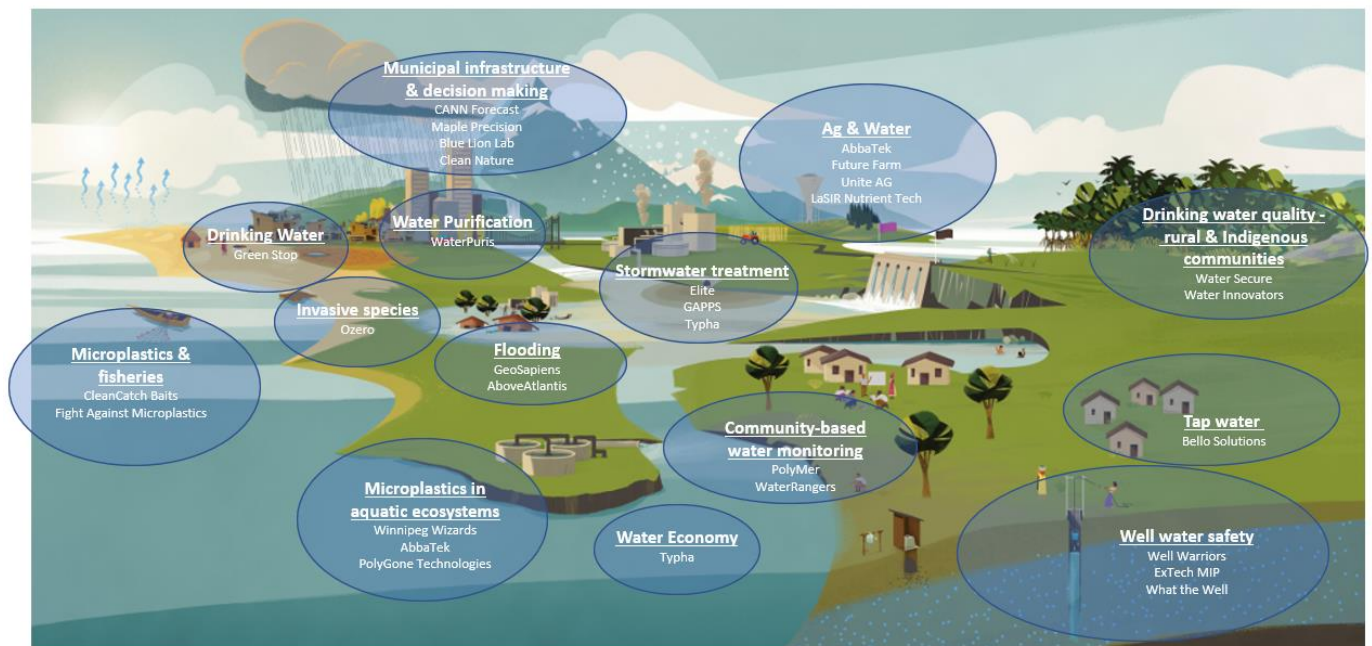 Municipal infrastructure
& decision making
CANN Forecast
Maple Precision
Blue Lion Lab
Clean Nature
Ag & Water
AbbaTek
Future Farm
Unite AG
LaSIR Nutrient Tech
Drinking Water
Green Stop
Water Purification
WaterPuris
Drinking water quality -
rural & Indigenous
communities
Water Secure
Water Innovators
Stormwater treatment
Elite
GAPPS
Typha
Invasive species
Ozero
Flooding
GeoSapiens
AboveAtlantis
Microplastics &
fisheries
CleanCatch Baits
Fight Against Microplastics
Community-based
water monitoring
PolyMer
WaterRangers
Tap water
Bello Solutions
Microplastics in
aquatic ecosystems
Winnipeg Wizards
AbbaTek
PolyGone Technologies
Water Economy
Typha
Well water safety
Well Warriors
ExTech MIP
What the Well